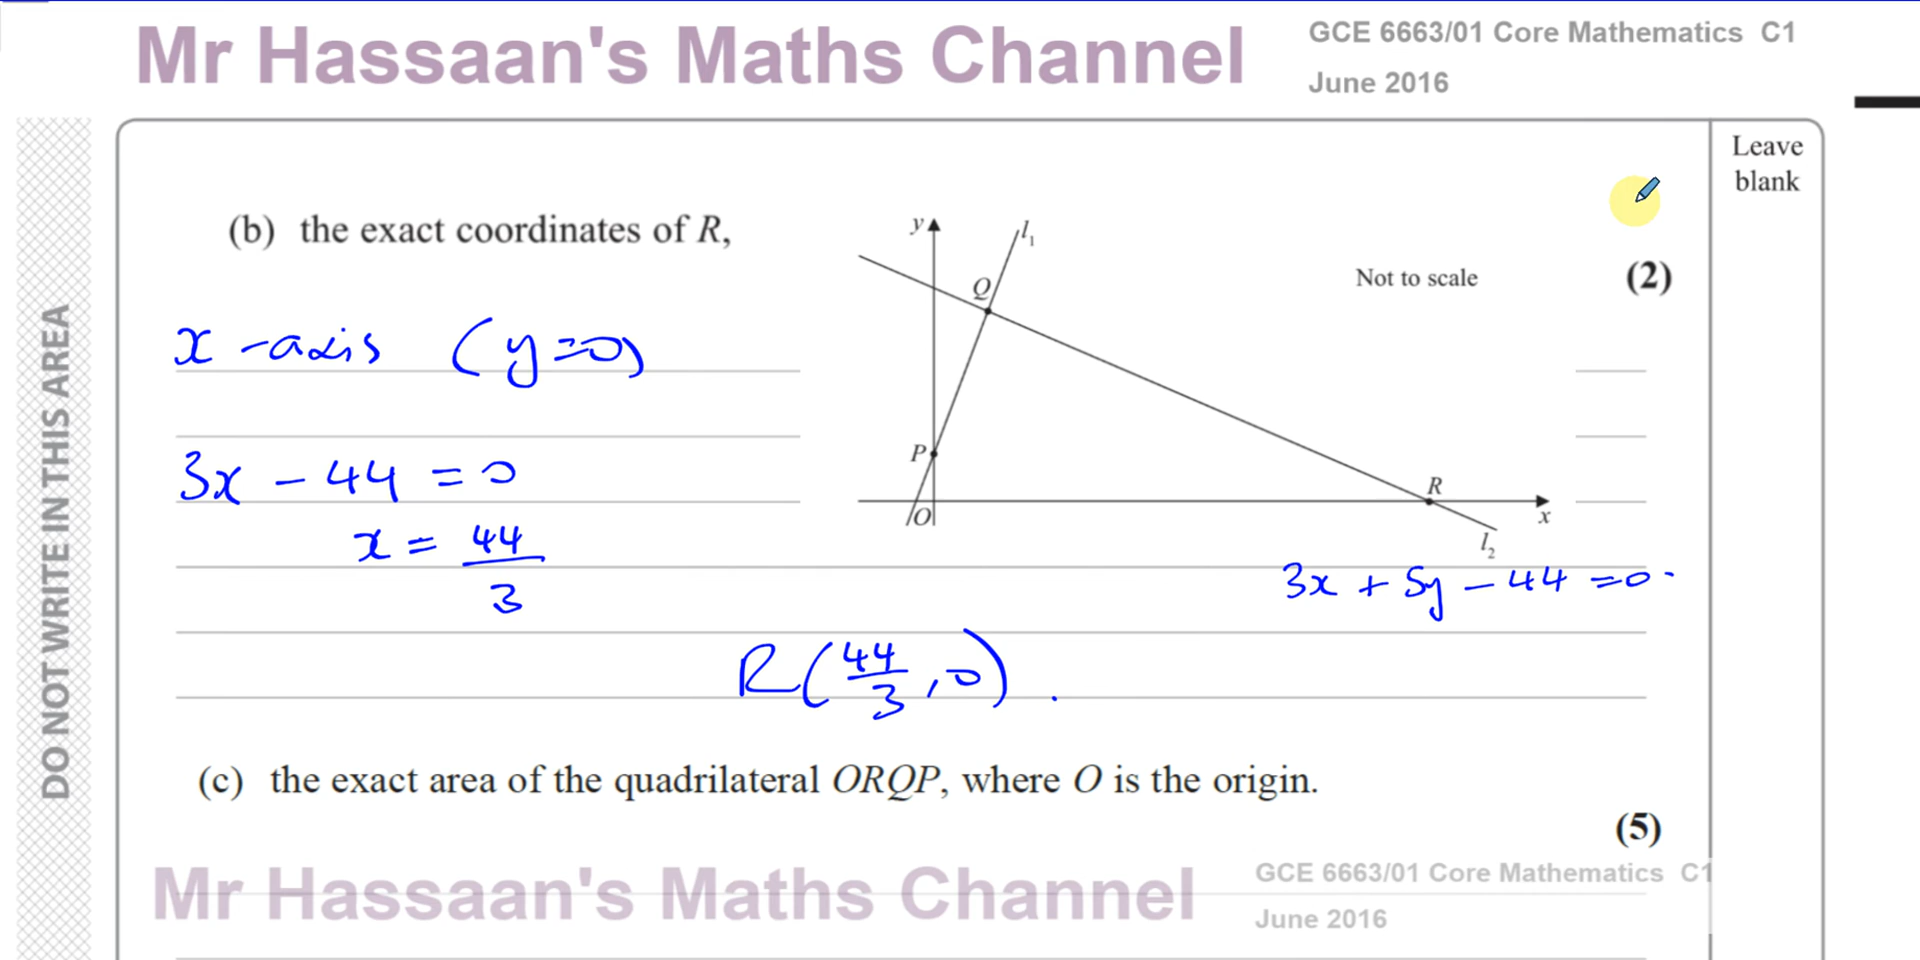 Mr Hassaan's Maths Channel
GCE 6663/01 Core Mathematics C1
June 2016
Leave
blank
DO NOT WRITE IN THIS AREA
(b) the exact coordinates of R,
y
l₁
Q
Not to scale
(2)
x-axis (y=0)
P
3x - 44 = 0
R
O
x
l₂
x = 44/3
3x + 5y - 44 = 0.
R(44/3, 0).
(c) the exact area of the quadrilateral ORQP, where O is the origin.
(5)
Mr Hassaan's Maths Channel
GCE 6663/01 Core Mathematics C1
June 2016